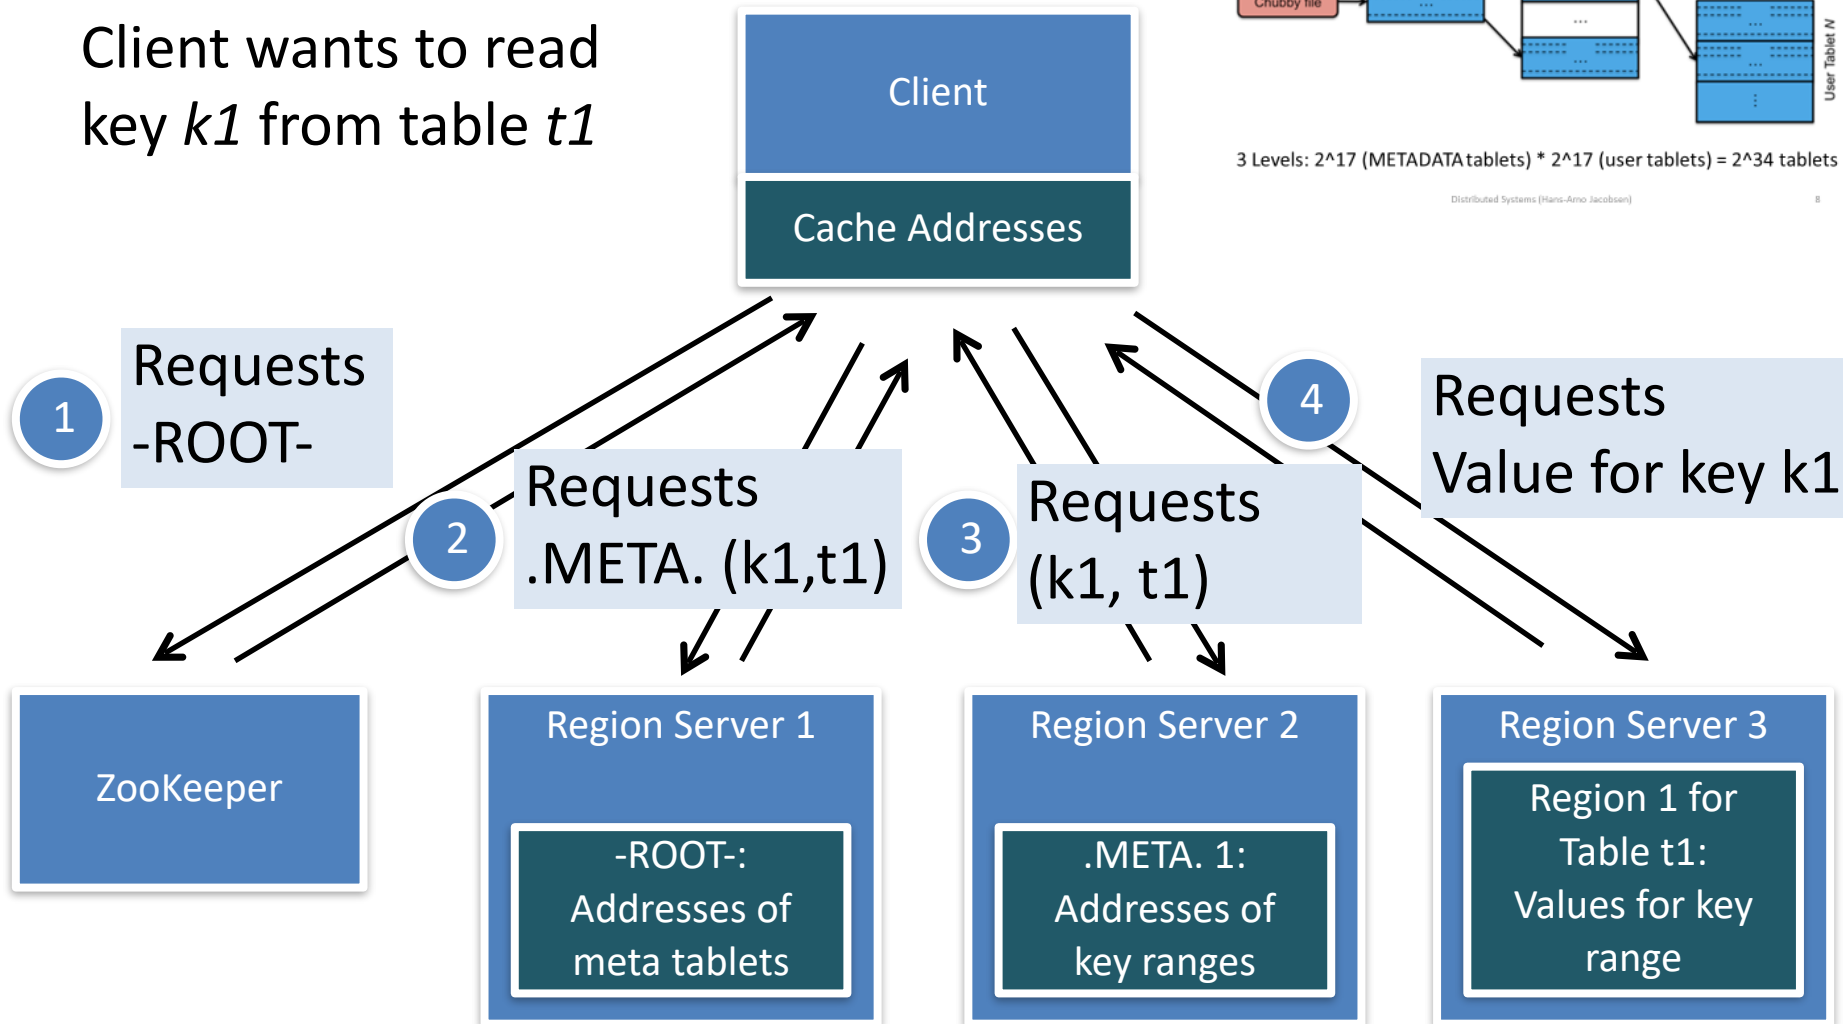 Client wants to read
key k1 from table t1
Client
Cache Addresses
Chubby file
...
...
...
...
...
User Tablet N
3 Levels: 2^17 (METADATA tablets) * 2^17 (user tablets) = 2^34 tablets
Distributed Systems (Hans-Arno Jacobsen)
8
1
Requests
-ROOT-
2
Requests
.META. (k1,t1)
3
Requests
(k1, t1)
4
Requests
Value for key k1
ZooKeeper
Region Server 1
-ROOT-:
Addresses of
meta tablets
Region Server 2
.META. 1:
Addresses of
key ranges
Region Server 3
Region 1 for
Table t1:
Values for key
range